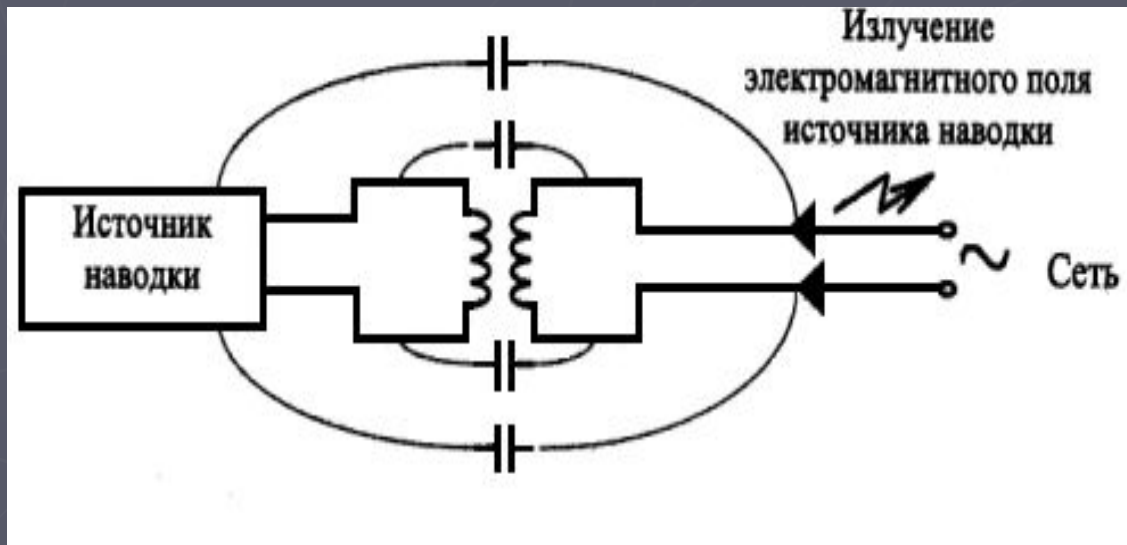 Излучение
электромагнитного поля
источника наводки
Источник
наводки
~ Сеть